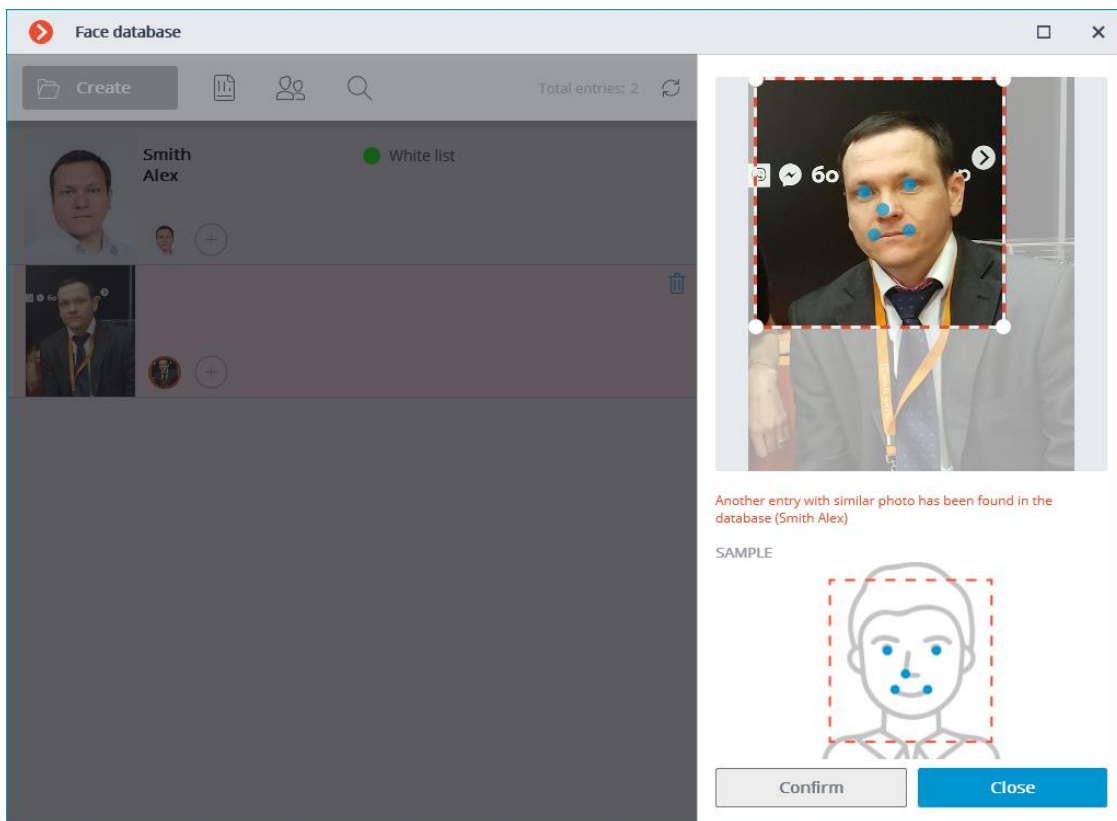 Face database
Create
Total entries: 2
Smith
Alex
White list
бо
р
Another entry with similar photo has been found in the
database (Smith Alex)
SAMPLE
Confirm
Close